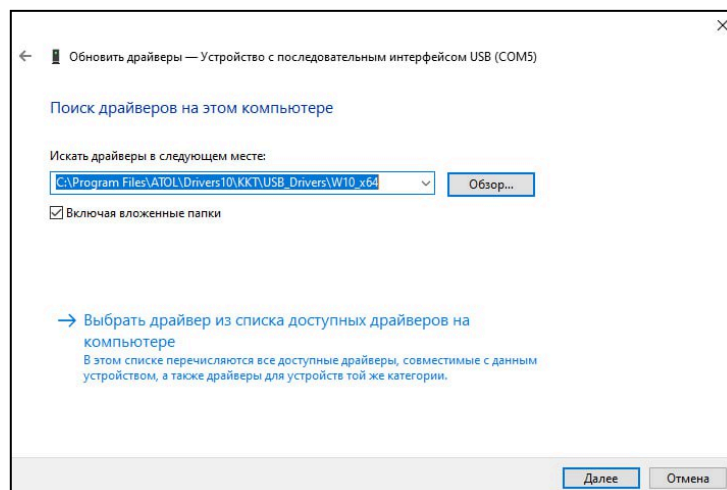 Обновить драйверы — Устройство с последовательным интерфейсом USB (COM5)
Поиск драйверов на этом компьютере
Искать драйверы в следующем месте:
C:\Program Files\ATOL\Drivers10\KKT\USB_Drivers\W10_x64
Обзор...
Включая вложенные папки
Выбрать драйвер из списка доступных драйверов на
компьютере
В этом списке перечисляются все доступные драйверы, совместимые с данным
устройством, а также драйверы для устройств той же категории.
Далее
Отмена